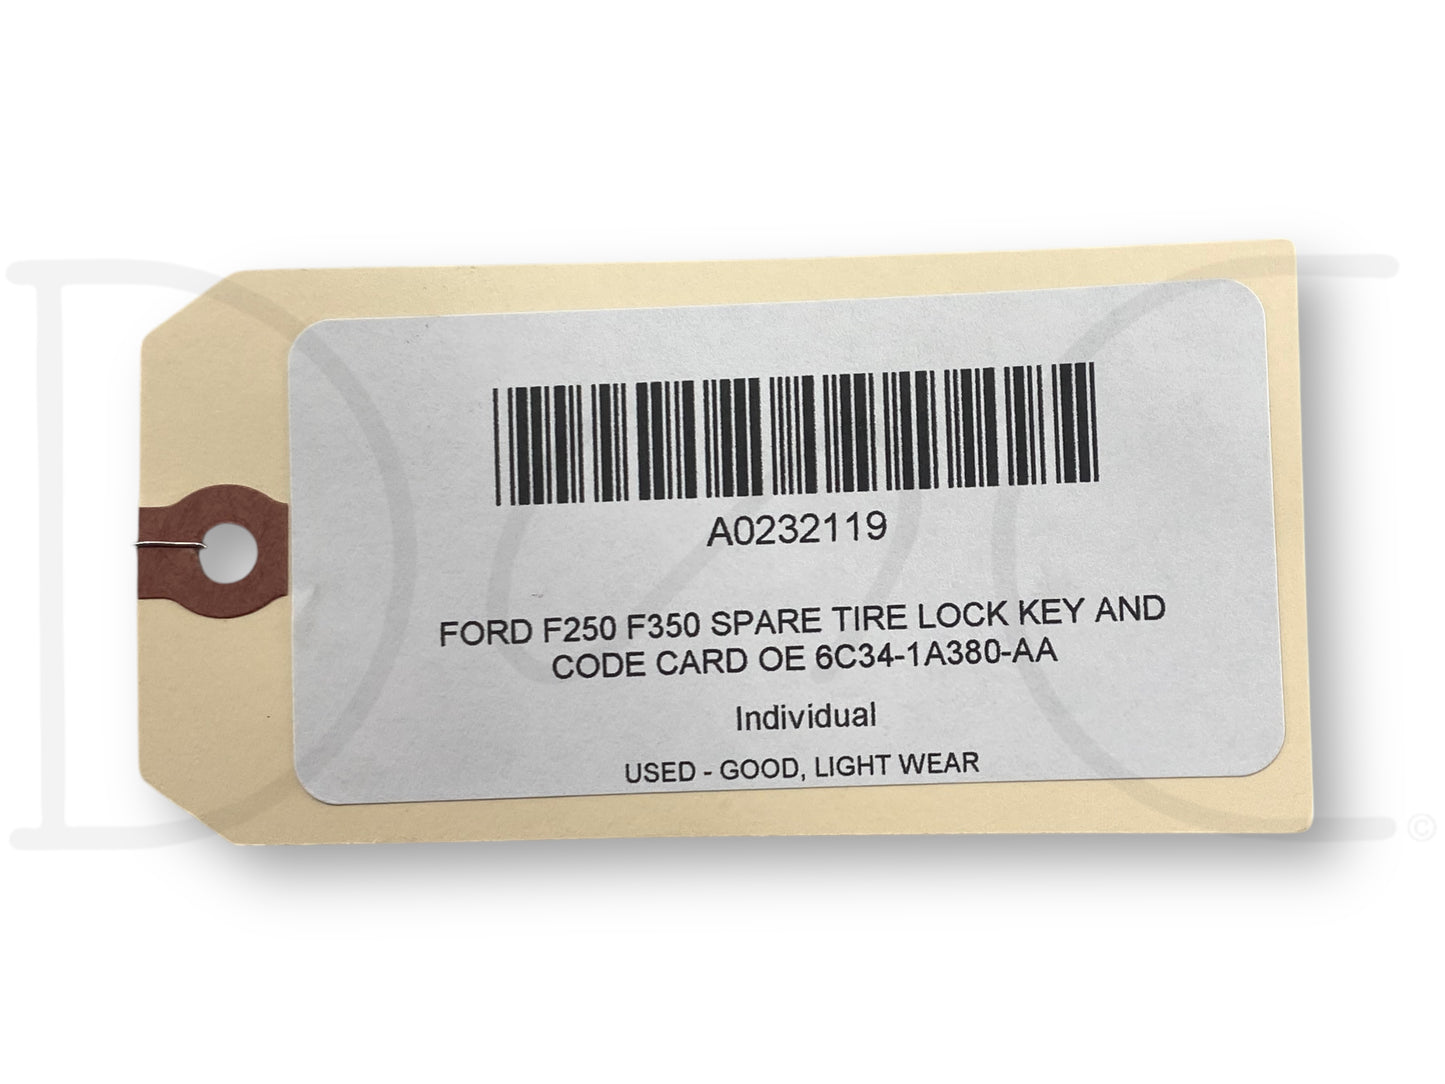 A0232119
FORD F250 F350 SPARE TIRE LOCK KEY AND
CODE CARD OE 6C34-1A380-AA
Individual
USED - GOOD, LIGHT WEAR
D2C
©